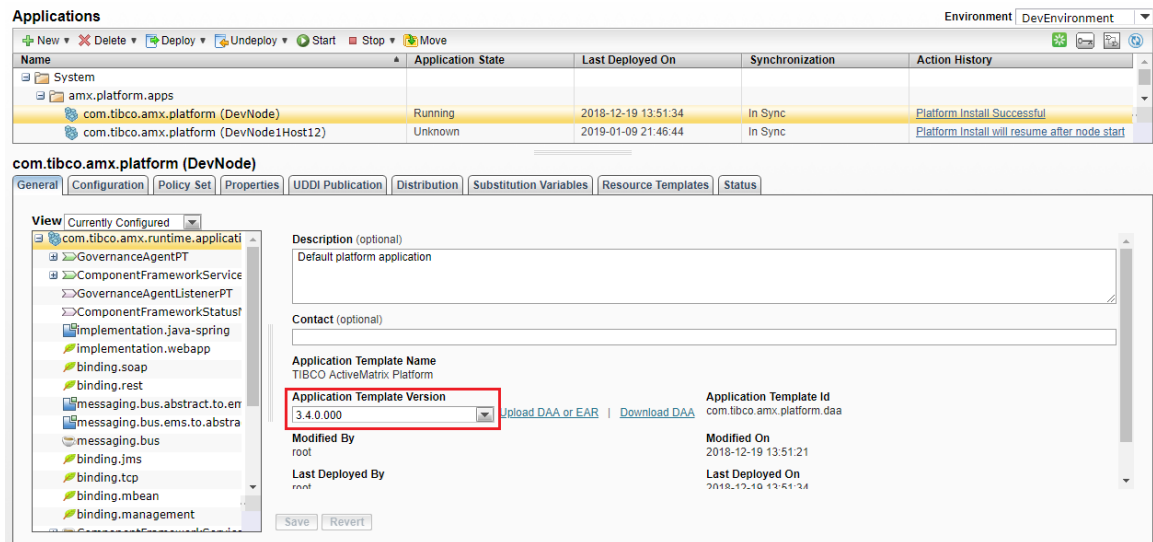 Applications
Environment DevEnvironment
New Delete Deploy Undeploy Start Stop Move
Name Application State Last Deployed On Synchronization Action History
System
amx.platform.apps
com.tibco.amx.platform (DevNode) Running 2018-12-19 13:51:34 In Sync Platform Install Successful
com.tibco.amx.platform (DevNode1Host12) Unknown 2019-01-09 21:46:44 In Sync Platform Install will resume after node start
com.tibco.amx.platform (DevNode)
General Configuration Policy Set Properties UDDI Publication Distribution Substitution Variables Resource Templates Status
View Currently Configured
com.tibco.amx.runtime.applicati
GovernanceAgentPT
ComponentFrameworkService
GovernanceAgentListenerPT
ComponentFrameworkStatusN
implementation.java-spring
implementation.webapp
binding.soap
binding.rest
messaging.bus.abstract.to.em
messaging.bus.ems.to.abstra
messaging.bus
binding.jms
binding.tcp
binding.mbean
binding.management
ComponentFrameworkService
Description (optional)
Default platform application
Contact (optional)
Application Template Name
TIBCO ActiveMatrix Platform
Application Template Version Application Template Id
3.4.0.000 Upload DAA or EAR | Download DAA com.tibco.amx.platform.daa
Modified By Modified On
root 2018-12-19 13:51:21
Last Deployed By Last Deployed On
root 2018-12-19 13:51:34
Save Revert